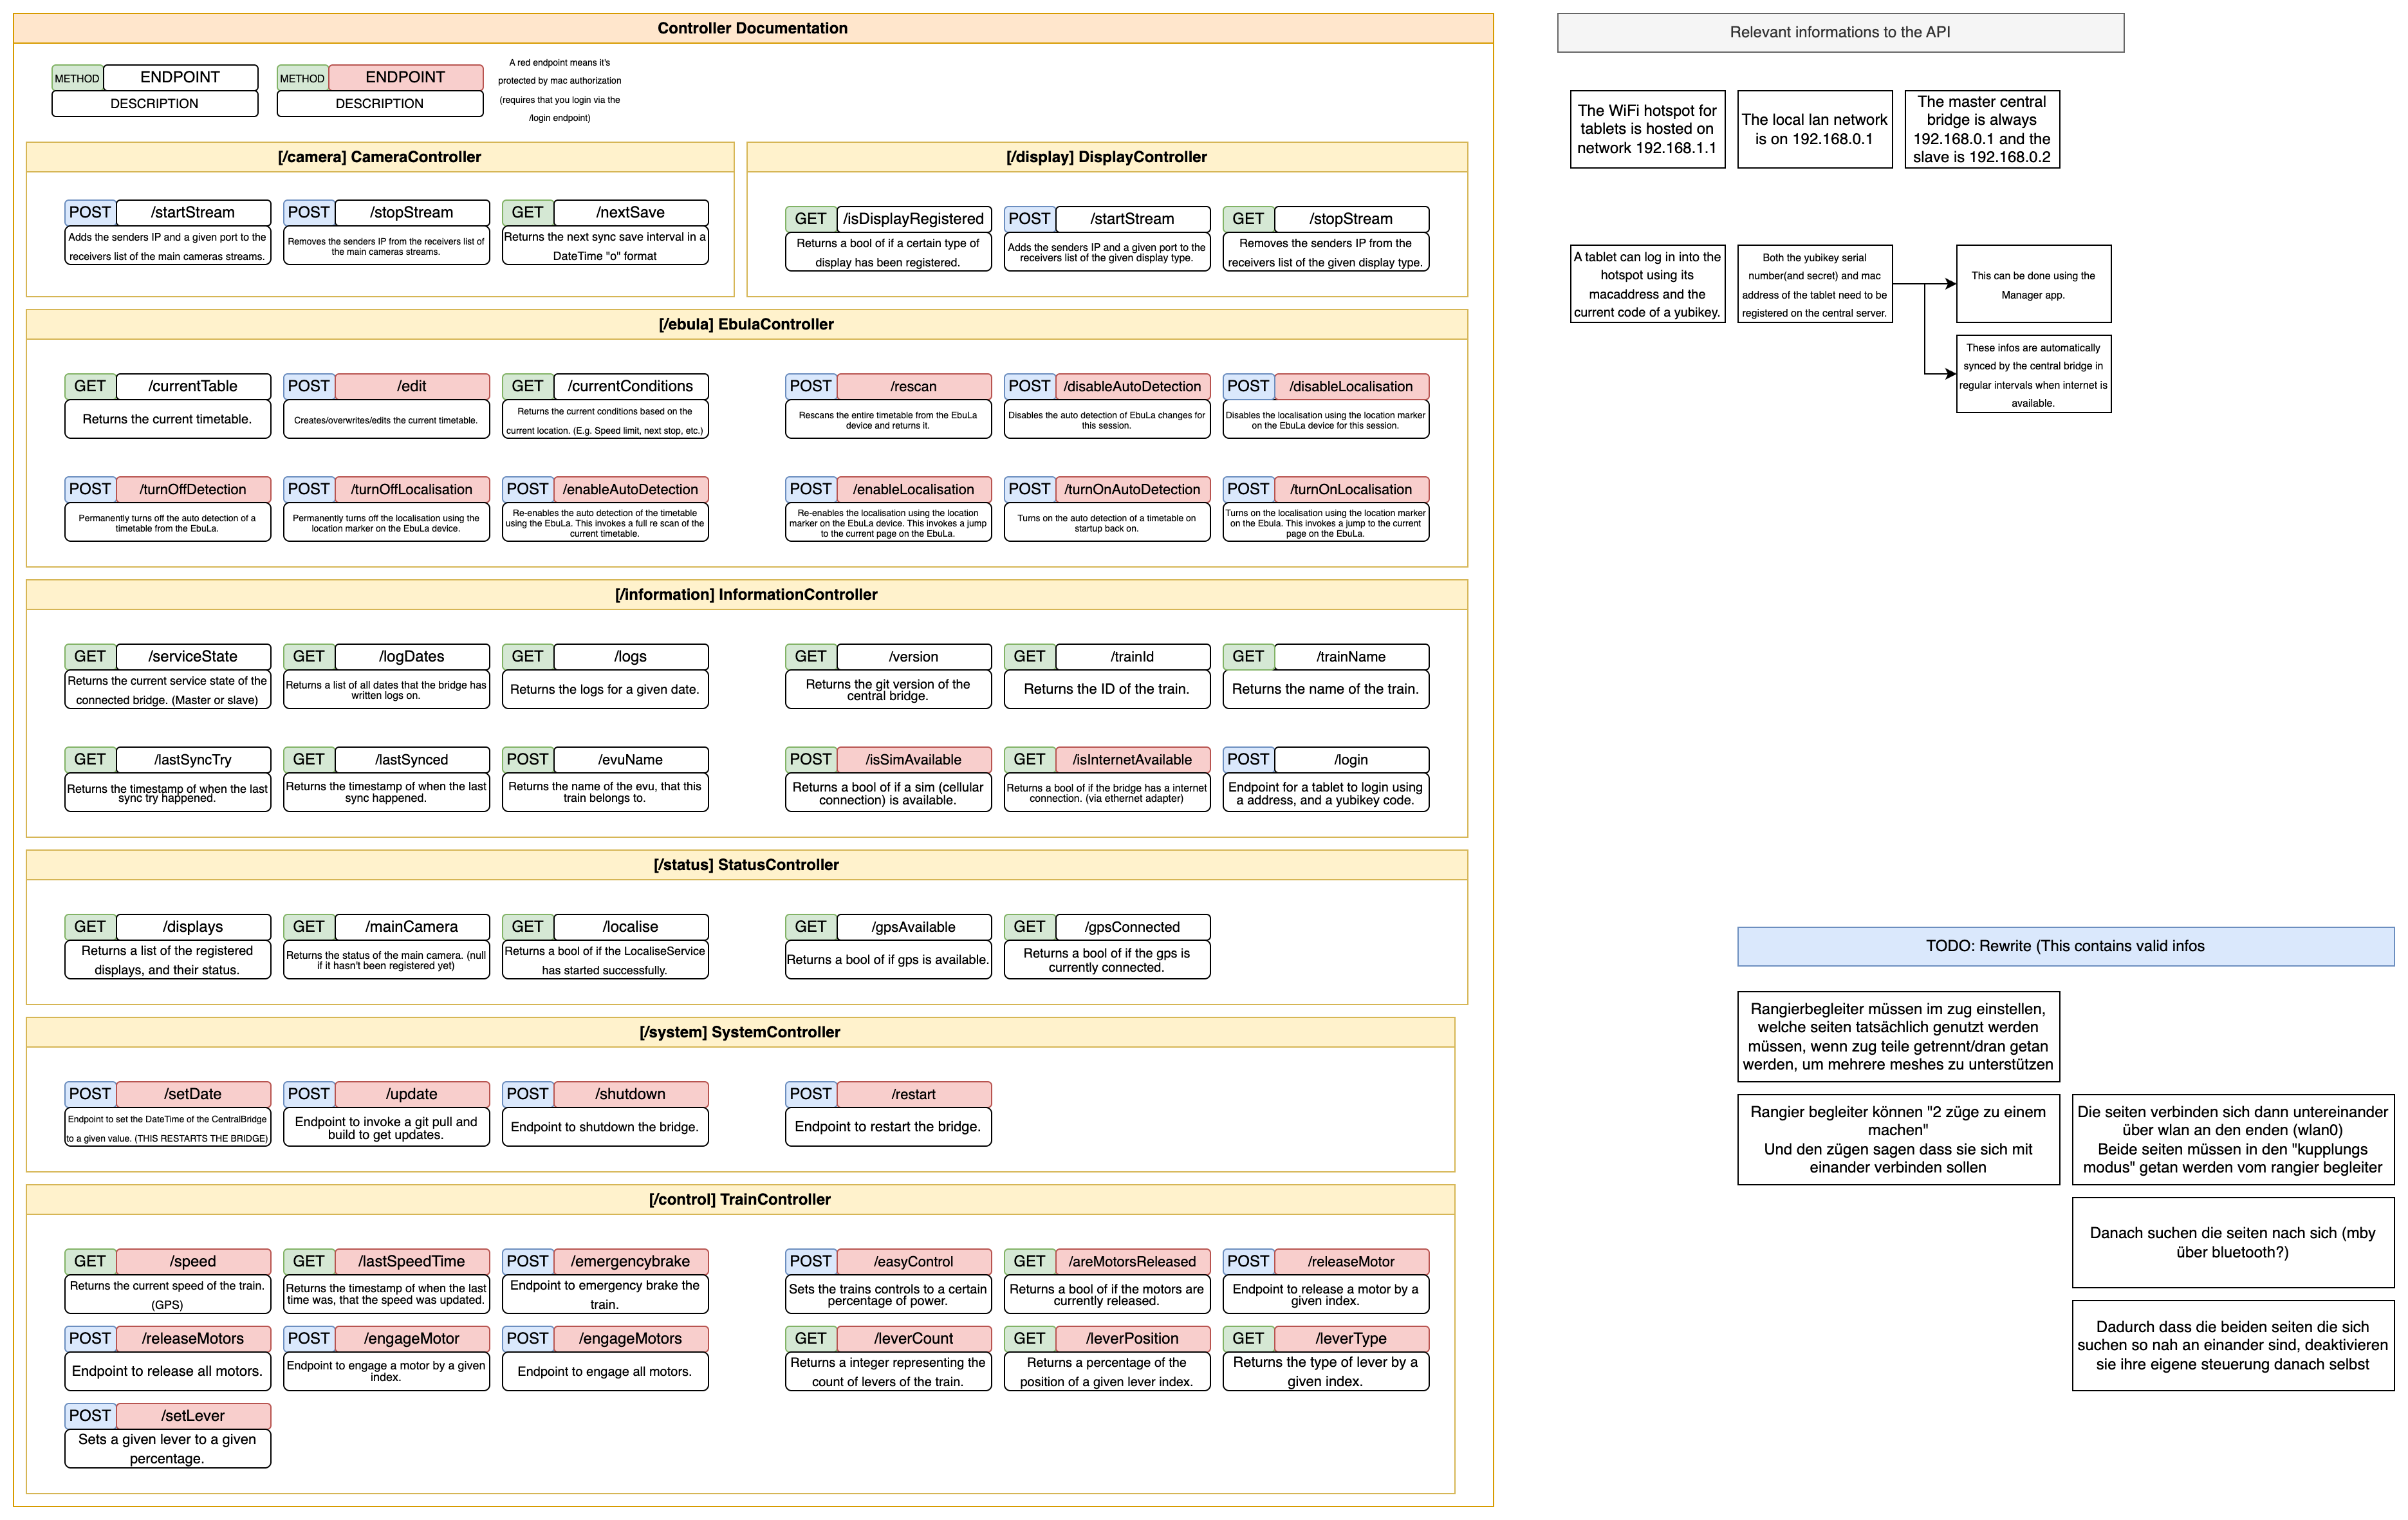 Controller Documentation
METHOD
ENDPOINT
DESCRIPTION
METHOD
ENDPOINT
DESCRIPTION
A red endpoint means it's
protected by mac authorization
(requires that you login via the
/login endpoint)
[/camera] CameraController
POST
/startStream
Adds the senders IP and a given port to the
receivers list of the main cameras streams.
POST
/stopStream
Removes the senders IP from the receivers list of
the main cameras streams.
GET
/nextSave
Returns the next sync save interval in a
DateTime "o" format
[/display] DisplayController
GET
/isDisplayRegistered
Returns a bool of if a certain type of
display has been registered.
POST
/startStream
Adds the senders IP and a given port to the
receivers list of the given display type.
GET
/stopStream
Removes the senders IP from the
receivers list of the given display type.
[/ebula] EbulaController
GET
/currentTable
Returns the current timetable.
POST
/edit
Creates/overwrites/edits the current timetable.
GET
/currentConditions
Returns the current conditions based on the
current location. (E.g. Speed limit, next stop, etc.)
POST
/rescan
Rescans the entire timetable from the EbuLa
device and returns it.
POST
/disableAutoDetection
Disables the auto detection of EbuLa changes for
this session.
POST
/disableLocalisation
Disables the localisation using the location marker
on the EbuLa device for this session.
POST
/turnOffDetection
Permanently turns off the auto detection of a
timetable from the EbuLa.
POST
/turnOffLocalisation
Permanently turns off the localisation using the
location marker on the EbuLa device.
POST
/enableAutoDetection
Re-enables the auto detection of the timetable
using the EbuLa. This invokes a full re scan of the
current timetable.
POST
/enableLocalisation
Re-enables the localisation using the location
marker on the EbuLa device. This invokes a jump
to the current page on the EbuLa.
POST
/turnOnAutoDetection
Turns on the auto detection of a timetable on
startup back on.
POST
/turnOnLocalisation
Turns on the localisation using the location marker
on the Ebula. This invokes a jump to the current
page on the EbuLa.
[/information] InformationController
GET
/serviceState
Returns the current service state of the
connected bridge. (Master or slave)
GET
/logDates
Returns a list of all dates that the bridge has
written logs on.
GET
/logs
Returns the logs for a given date.
GET
/version
Returns the git version of the
central bridge.
GET
/trainId
Returns the ID of the train.
GET
/trainName
Returns the name of the train.
GET
/lastSyncTry
Returns the timestamp of when the last
sync try happened.
GET
/lastSynced
Returns the timestamp of when the last
sync happened.
POST
/evuName
Returns the name of the evu, that this
train belongs to.
POST
/isSimAvailable
Returns a bool of if a sim (cellular
connection) is available.
GET
/isInternetAvailable
Returns a bool of if the bridge has a internet
connection. (via ethernet adapter)
POST
/login
Endpoint for a tablet to login using
a address, and a yubikey code.
[/status] StatusController
GET
/displays
Returns a list of the registered
displays, and their status.
GET
/mainCamera
Returns the status of the main camera. (null
if it hasn't been registered yet)
GET
/localise
Returns a bool of if the LocaliseService
has started successfully.
GET
/gpsAvailable
Returns a bool of if gps is available.
GET
/gpsConnected
Returns a bool of if the gps is
currently connected.
[/system] SystemController
POST
/setDate
Endpoint to set the DateTime of the CentralBridge
to a given value. (THIS RESTARTS THE BRIDGE)
POST
/update
Endpoint to invoke a git pull and
build to get updates.
POST
/shutdown
Endpoint to shutdown the bridge.
POST
/restart
Endpoint to restart the bridge.
[/control] TrainController
GET
/speed
Returns the current speed of the train.
(GPS)
GET
/lastSpeedTime
Returns the timestamp of when the last
time was, that the speed was updated.
POST
/emergencybrake
Endpoint to emergency brake the
train.
POST
/easyControl
Sets the trains controls to a certain
percentage of power.
GET
/areMotorsReleased
Returns a bool of if the motors are
currently released.
POST
/releaseMotor
Endpoint to release a motor by a
given index.
POST
/releaseMotors
Endpoint to release all motors.
POST
/engageMotor
Endpoint to engage a motor by a given
index.
POST
/engageMotors
Endpoint to engage all motors.
GET
/leverCount
Returns a integer representing the
count of levers of the train.
GET
/leverPosition
Returns a percentage of the
position of a given lever index.
GET
/leverType
Returns the type of lever by a
given index.
POST
/setLever
Sets a given lever to a given
percentage.
Relevant informations to the API
The WiFi hotspot for
tablets is hosted on
network 192.168.1.1
The local lan network
is on 192.168.0.1
The master central
bridge is always
192.168.0.1 and the
slave is 192.168.0.2
A tablet can log in into the
hotspot using its
macaddress and the
current code of a yubikey.
Both the yubikey serial
number(and secret) and mac
address of the tablet need to be
registered on the central server.
This can be done using the
Manager app.
These infos are automatically
synced by the central bridge in
regular intervals when internet is
available.
TODO: Rewrite (This contains valid infos
Rangierbegleiter müssen im zug einstellen,
welche seiten tatsächlich genutzt werden
müssen, wenn zug teile getrennt/dran getan
werden, um mehrere meshes zu unterstützen
Rangier begleiter können "2 züge zu einem
machen"
Und den zügen sagen dass sie sich mit
einander verbinden sollen
Die seiten verbinden sich dann untereinander
über wlan an den enden (wlan0)
Beide seiten müssen in den "kupplungs
modus" getan werden vom rangier begleiter
Danach suchen die seiten nach sich (mby
über bluetooth?)
Dadurch dass die beiden seiten die sich
suchen so nah an einander sind, deaktivieren
sie ihre eigene steuerung danach selbst